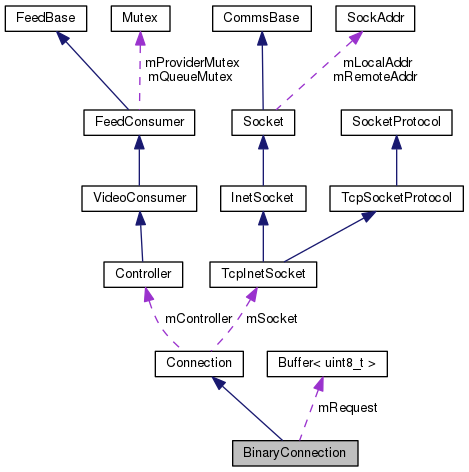 FeedBase
Mutex
CommsBase
SockAddr
mProviderMutex
mQueueMutex
mLocalAddr
mRemoteAddr
FeedConsumer
Socket
SocketProtocol
VideoConsumer
InetSocket
TcpSocketProtocol
Controller
TcpInetSocket
mController
mSocket
Connection
Buffer< uint8_t >
mRequest
BinaryConnection